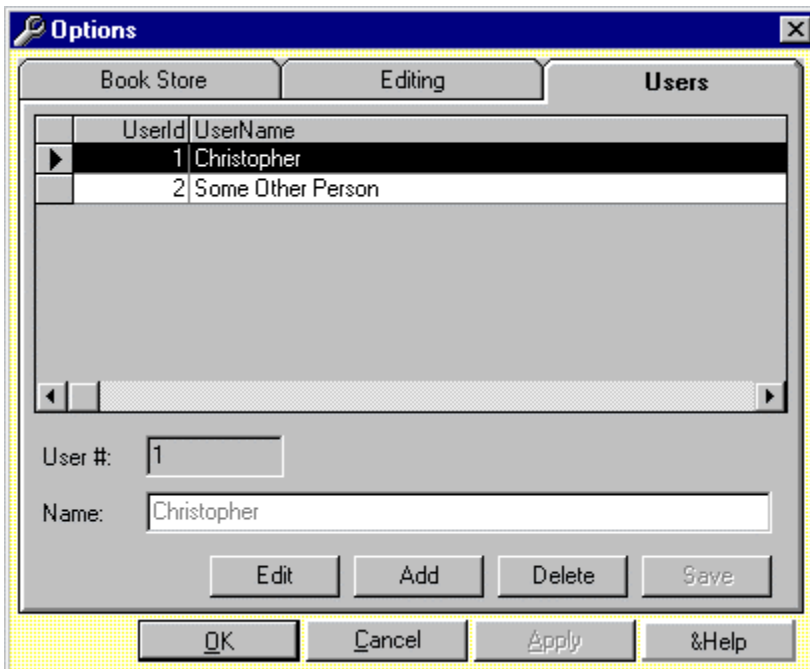 Options
Book Store Editing Users
UserId UserName
1 Christopher
2 Some Other Person
User #: 1
Name: Christopher
Edit Add Delete Save
OK Cancel Apply &Help